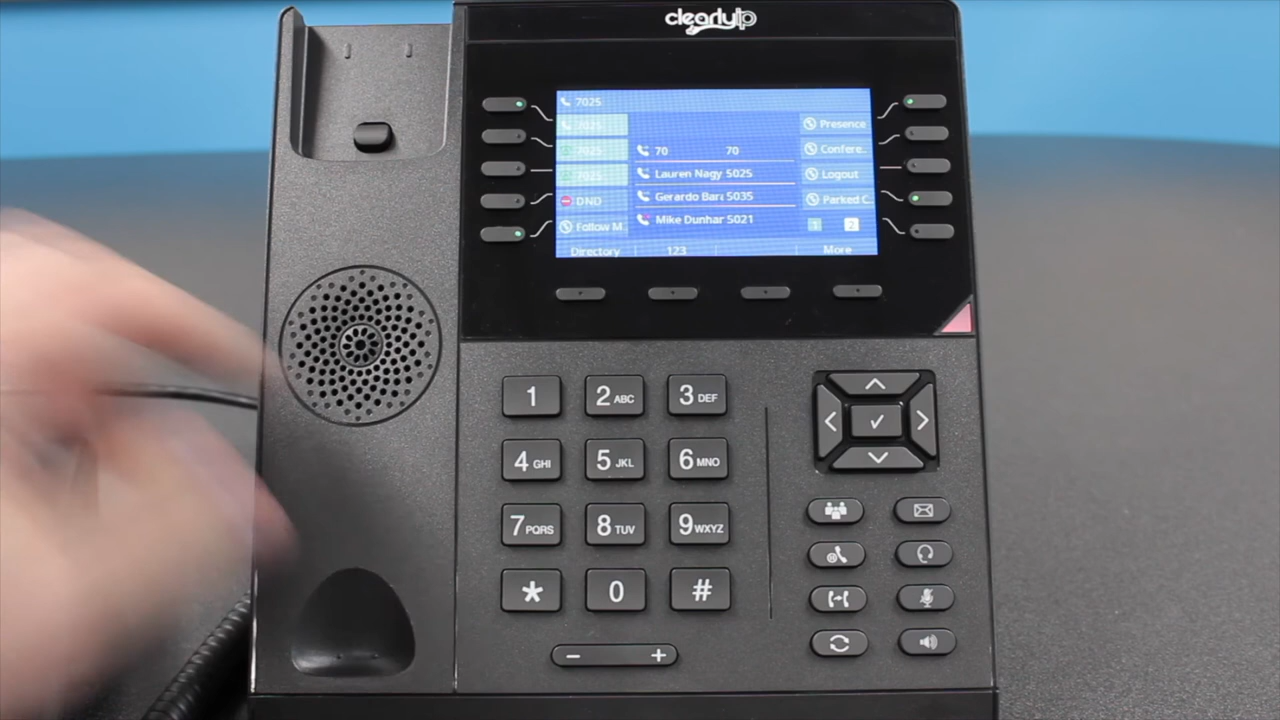 clearlyip
7025
7025
Presence
7025
70 70
Confere..
7025
Lauren Nagy 5025
Logout
DND
Gerardo Bara 5035
Parked C.
Follow M.
Mike Dunhar 5021
1 2
Directory 123 More
1 2 ABC 3 DEF
4 GHI 5 JKL 6 MNO
7 PQRS 8 TUV 9 WXYZ
* 0 #
− +